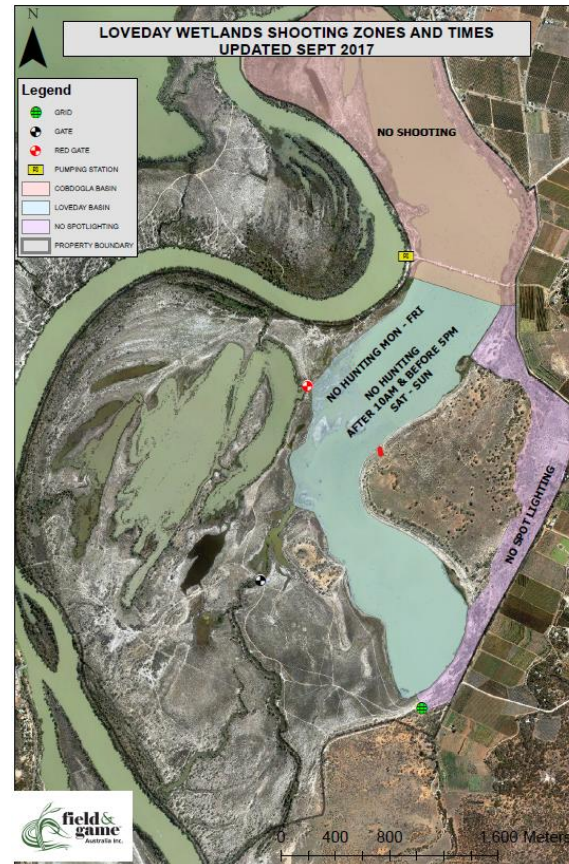 LOVEDAY WETLANDS SHOOTING ZONES AND TIMES
UPDATED SEPT 2017
N
Legend
GRID
GATE
RED GATE
PUMPING STATION
COBDOGLA BASIN
LOVEDAY BASIN
NO SPOTLIGHTING
PROPERTY BOUNDARY
NO SHOOTING
NO HUNTING MON - FRI
NO HUNTING
AFTER 10AM & BEFORE 5PM
SAT - SUN
NO SPOT LIGHTING
field&
game
Australia Inc.
0 400 800 1,600 Meters